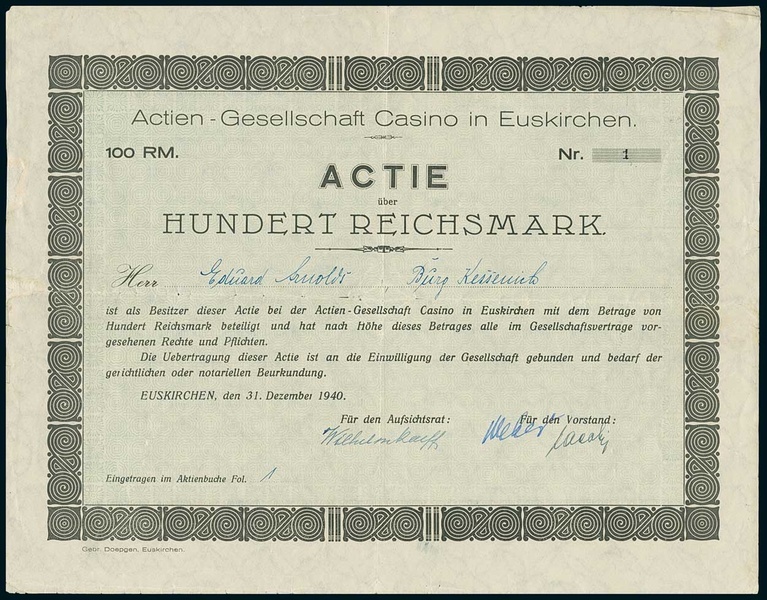 Actien-Gesellschaft Casino in Euskirchen.
100 RM. Nr. 1
ACTIE
über
HUNDERT REICHSMARK.
Herr Eduard Arnolds, Burg Kessenich
ist als Besitzer dieser Actie bei der Actien-Gesellschaft Casino in Euskirchen mit dem Betrage von
Hundert Reichsmark beteiligt und hat nach Höhe dieses Betrages alle im Gesellschaftsvertrage vor-
gesehenen Rechte und Pflichten.
Die Uebertragung dieser Actie ist an die Einwilligung der Gesellschaft gebunden und bedarf der
gerichtlichen oder notariellen Beurkundung.
EUSKIRCHEN, den 31. Dezember 1940.
Für den Aufsichtsrat: Für den Vorstand:
Weber
Eingetragen im Aktienbuche Fol. 1
Gebr. Doepgen, Euskirchen.